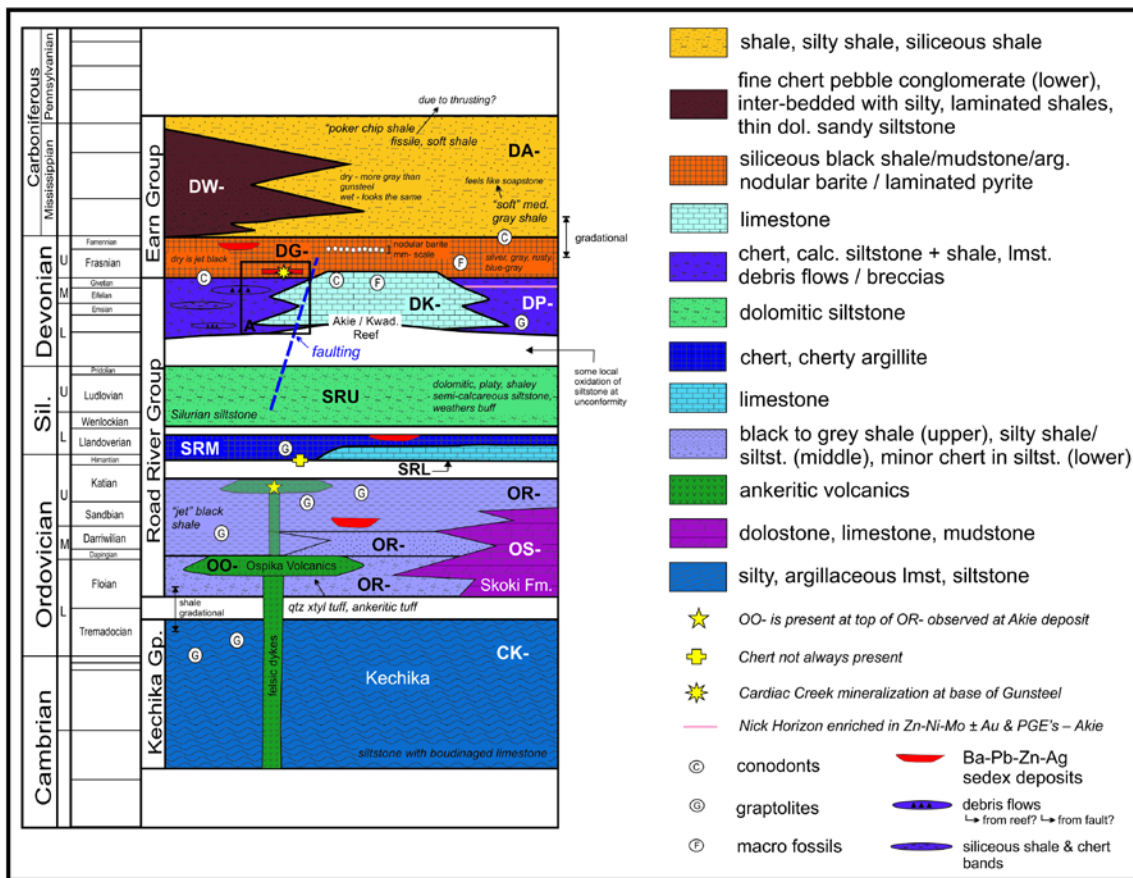 Carboniferous
Pennsylvanian
Mississippian
Devonian
U
M
L
Famennian
Frasnian
Givetian
Eifelian
Emsian
Sil.
U
L
Pridolian
Ludlovian
Wenlockian
Llandoverian
Ordovician
U
M
L
Hirnantian
Katian
Sandbian
Darriwilian
Dapingian
Floian
Tremadocian
Cambrian
Earn Group
Road River Group
Kechika Gp.
due to thrusting?
"poker chip shale
fissile, soft shale
DA-
DW-
dry - more gray than
gunsteel
wet - looks the same
feels like soapstone
"soft" med.
gray shale
gradational
C
DG-
dry is jet black
nodular barite
mm- scale
silver, gray, rusty,
blue-gray
F
C
C
F
DK-
DP-
G
A
Akie / Kwad.
Reef
faulting
some local
oxidation of
siltstone at
unconformity
SRU
dolomitic, platy, shaley
semi-calcareous siltstone,
weathers buff
Silurian siltstone
SRM
G
SRL
OR-
G
G
"jet" black
shale
G
OR-
OS-
OO-
Ospika Volcanics
OR-
Skoki Fm.
shale
gradational
qtz xtyl tuff, ankeritic tuff
G
G
CK-
Kechika
felsic dykes
siltstone with boudinaged limestone
shale, silty shale, siliceous shale
fine chert pebble conglomerate (lower),
inter-bedded with silty, laminated shales,
thin dol. sandy siltstone
siliceous black shale/mudstone/arg.
nodular barite / laminated pyrite
limestone
chert, calc. siltstone + shale, lmst.
debris flows / breccias
dolomitic siltstone
chert, cherty argillite
limestone
black to grey shale (upper), silty shale/
siltst. (middle), minor chert in siltst. (lower)
ankeritic volcanics
dolostone, limestone, mudstone
silty, argillaceous lmst, siltstone
OO- is present at top of OR- observed at Akie deposit
Chert not always present
Cardiac Creek mineralization at base of Gunsteel
Nick Horizon enriched in Zn-Ni-Mo ± Au & PGE's – Akie
C conodonts
Ba-Pb-Zn-Ag
sedex deposits
G graptolites
debris flows
↳ from reef? ↳ from fault?
F macro fossils
siliceous shale & chert
bands